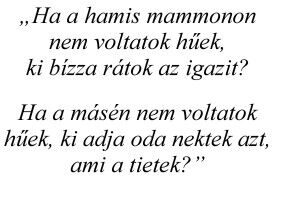 „Ha a hamis mammonon
nem voltatok hűek,
ki bízza rátok az igazit?
Ha a másén nem voltatok
hűek, ki adja oda nektek azt,
ami a tietek?”